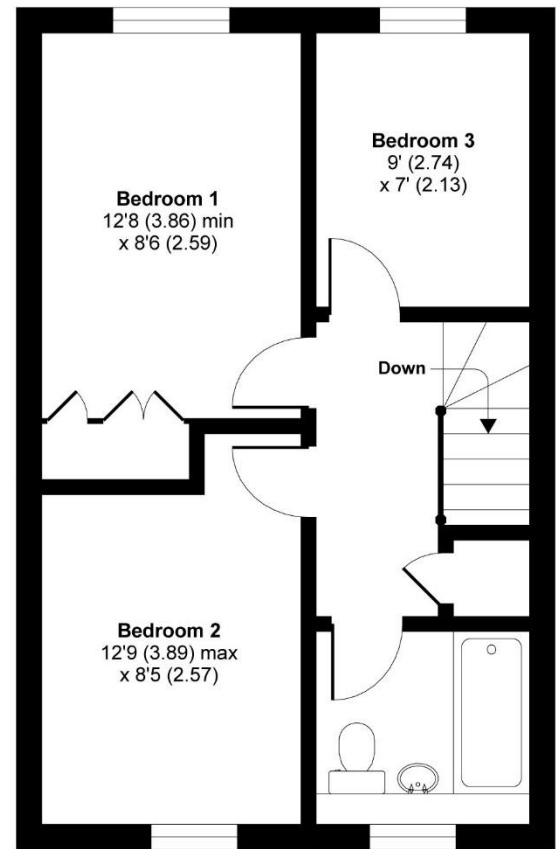 Bedroom 3
9' (2.74)
x 7' (2.13)
Bedroom 1
12'8 (3.86) min
x 8'6 (2.59)
Down
Bedroom 2
12'9 (3.89) max
x 8'5 (2.57)